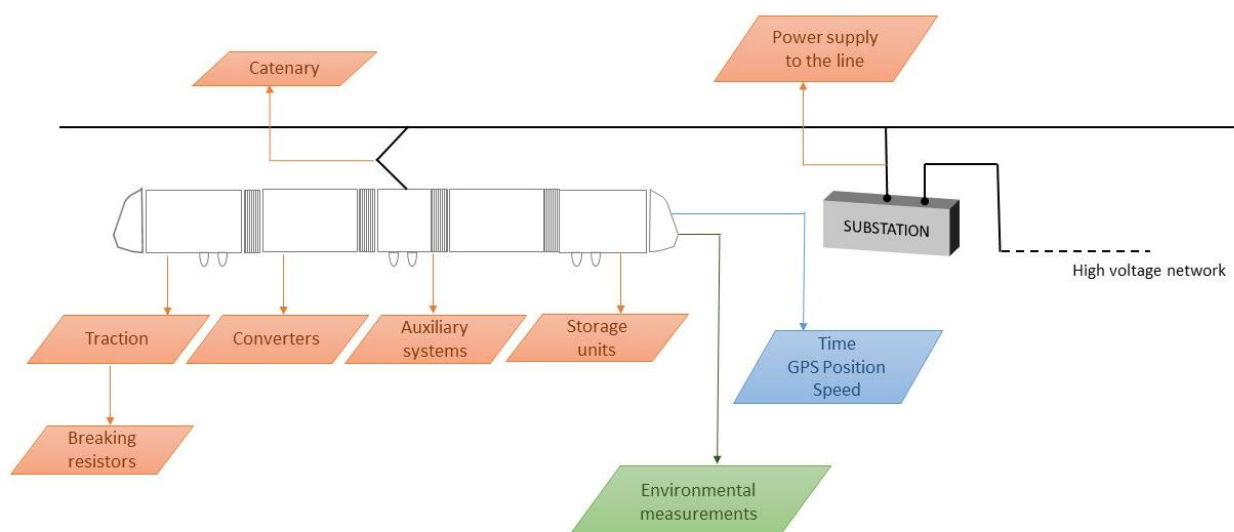 Power supply
to the line
Catenary
SUBSTATION
High voltage network
Traction
Converters
Auxiliary
systems
Storage
units
Time
GPS Position
Speed
Breaking
resistors
Environmental
measurements